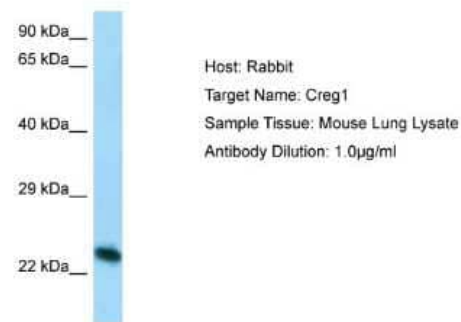 90 kDa
65 kDa
40 kDa
29 kDa
22 kDa
Host: Rabbit
Target Name: Creg1
Sample Tissue: Mouse Lung Lysate
Antibody Dilution: 1.0µg/ml